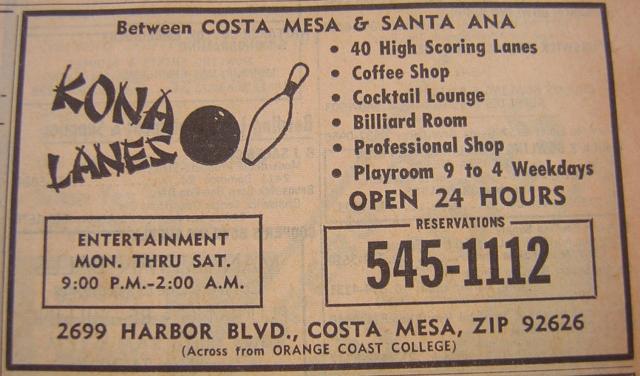 Between COSTA MESA & SANTA ANA
KONA
LANES
• 40 High Scoring Lanes
• Coffee Shop
• Cocktail Lounge
• Billiard Room
• Professional Shop
• Playroom 9 to 4 Weekdays
OPEN 24 HOURS
ENTERTAINMENT
MON. THRU SAT.
9:00 P.M.-2:00 A.M.
RESERVATIONS
545-1112
2699 HARBOR BLVD., COSTA MESA, ZIP 92626
(Across from ORANGE COAST COLLEGE)